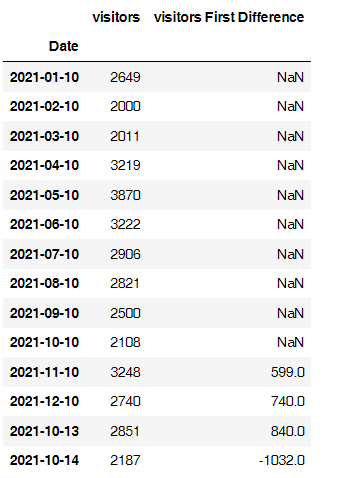 visitors visitors First Difference
Date
2021-01-10 2649 NaN
2021-02-10 2000 NaN
2021-03-10 2011 NaN
2021-04-10 3219 NaN
2021-05-10 3870 NaN
2021-06-10 3222 NaN
2021-07-10 2906 NaN
2021-08-10 2821 NaN
2021-09-10 2500 NaN
2021-10-10 2108 NaN
2021-11-10 3248 599.0
2021-12-10 2740 740.0
2021-10-13 2851 840.0
2021-10-14 2187 -1032.0